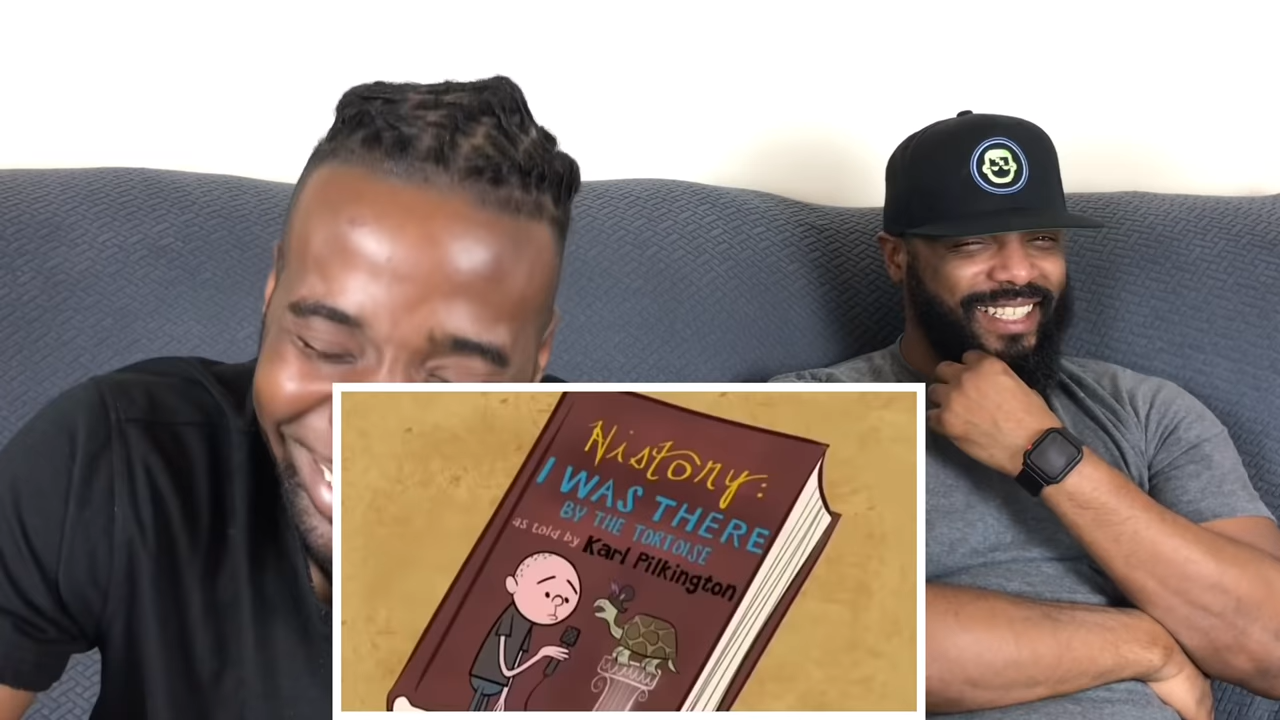 History:
I WAS THERE
BY THE TORTOISE
as told by Karl Pilkington